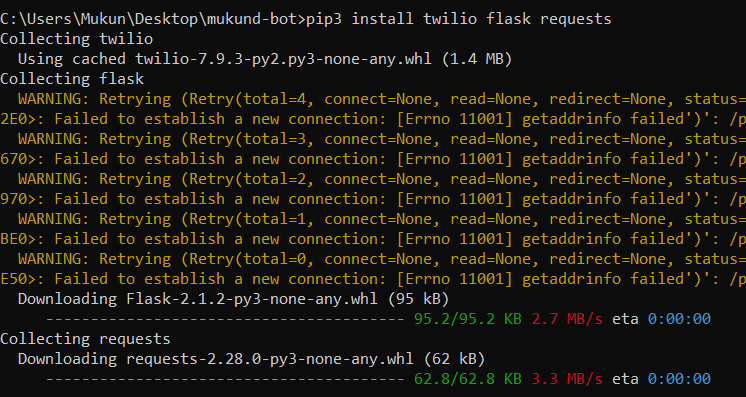 C:\Users\Mukun\Desktop\mukund-bot>pip3 install twilio flask requests
Collecting twilio
  Using cached twilio-7.9.3-py2.py3-none-any.whl (1.4 MB)
Collecting flask
  WARNING: Retrying (Retry(total=4, connect=None, read=None, redirect=None, status=
2E0>: Failed to establish a new connection: [Errno 11001] getaddrinfo failed')': /p
  WARNING: Retrying (Retry(total=3, connect=None, read=None, redirect=None, status=
670>: Failed to establish a new connection: [Errno 11001] getaddrinfo failed')': /p
  WARNING: Retrying (Retry(total=2, connect=None, read=None, redirect=None, status=
970>: Failed to establish a new connection: [Errno 11001] getaddrinfo failed')': /p
  WARNING: Retrying (Retry(total=1, connect=None, read=None, redirect=None, status=
BE0>: Failed to establish a new connection: [Errno 11001] getaddrinfo failed')': /p
  WARNING: Retrying (Retry(total=0, connect=None, read=None, redirect=None, status=
E50>: Failed to establish a new connection: [Errno 11001] getaddrinfo failed')': /p
  Downloading Flask-2.1.2-py3-none-any.whl (95 kB)
     ---------------------------------------- 95.2/95.2 KB 2.7 MB/s eta 0:00:00
Collecting requests
  Downloading requests-2.28.0-py3-none-any.whl (62 kB)
     ---------------------------------------- 62.8/62.8 KB 3.3 MB/s eta 0:00:00